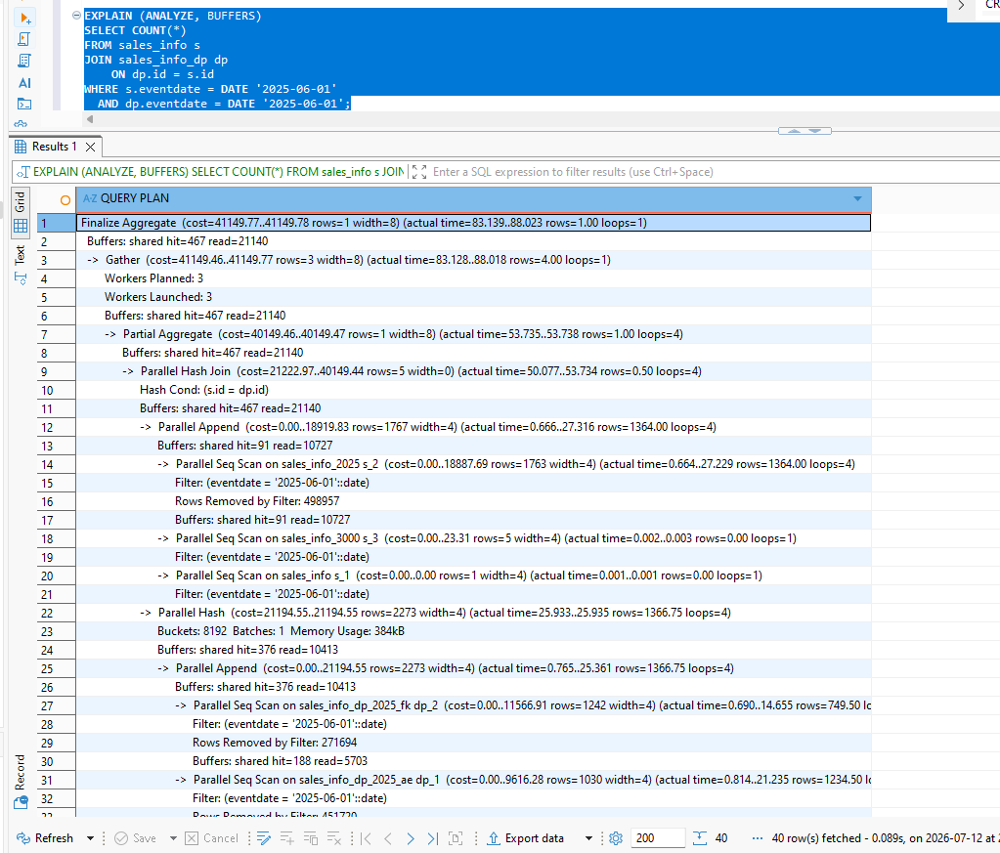 CR
EXPLAIN (ANALYZE, BUFFERS)
SELECT COUNT(*)
FROM sales_info s
JOIN sales_info_dp dp
ON dp.id = s.id
WHERE s.eventdate = DATE '2025-06-01'
AND dp.eventdate = DATE '2025-06-01';
AI
Results 1
EXPLAIN (ANALYZE, BUFFERS) SELECT COUNT(*) FROM sales_info s JOIN
Enter a SQL expression to filter results (use Ctrl+Space)
Grid
Text
Record
A-Z QUERY PLAN
1 Finalize Aggregate (cost=41149.77..41149.78 rows=1 width=8) (actual time=83.139..88.023 rows=1.00 loops=1)
2 Buffers: shared hit=467 read=21140
3 -> Gather (cost=41149.46..41149.77 rows=3 width=8) (actual time=83.128..88.018 rows=4.00 loops=1)
4 Workers Planned: 3
5 Workers Launched: 3
6 Buffers: shared hit=467 read=21140
7 -> Partial Aggregate (cost=40149.46..40149.47 rows=1 width=8) (actual time=53.735..53.738 rows=1.00 loops=4)
8 Buffers: shared hit=467 read=21140
9 -> Parallel Hash Join (cost=21222.97..40149.44 rows=5 width=0) (actual time=50.077..53.734 rows=0.50 loops=4)
10 Hash Cond: (s.id = dp.id)
11 Buffers: shared hit=467 read=21140
12 -> Parallel Append (cost=0.00..18919.83 rows=1767 width=4) (actual time=0.666..27.316 rows=1364.00 loops=4)
13 Buffers: shared hit=91 read=10727
14 -> Parallel Seq Scan on sales_info_2025 s_2 (cost=0.00..18887.69 rows=1763 width=4) (actual time=0.664..27.229 rows=1364.00 loops=4)
15 Filter: (eventdate = '2025-06-01'::date)
16 Rows Removed by Filter: 498957
17 Buffers: shared hit=91 read=10727
18 -> Parallel Seq Scan on sales_info_3000 s_3 (cost=0.00..23.31 rows=5 width=4) (actual time=0.002..0.003 rows=0.00 loops=1)
19 Filter: (eventdate = '2025-06-01'::date)
20 -> Parallel Seq Scan on sales_info s_1 (cost=0.00..0.00 rows=1 width=4) (actual time=0.001..0.001 rows=0.00 loops=1)
21 Filter: (eventdate = '2025-06-01'::date)
22 -> Parallel Hash (cost=21194.55..21194.55 rows=2273 width=4) (actual time=25.933..25.935 rows=1366.75 loops=4)
23 Buckets: 8192 Batches: 1 Memory Usage: 384kB
24 Buffers: shared hit=376 read=10413
25 -> Parallel Append (cost=0.00..21194.55 rows=2273 width=4) (actual time=0.765..25.361 rows=1366.75 loops=4)
26 Buffers: shared hit=376 read=10413
27 -> Parallel Seq Scan on sales_info_dp_2025_fk dp_2 (cost=0.00..11566.91 rows=1242 width=4) (actual time=0.690..14.655 rows=749.50 lo
28 Filter: (eventdate = '2025-06-01'::date)
29 Rows Removed by Filter: 271694
30 Buffers: shared hit=188 read=5703
31 -> Parallel Seq Scan on sales_info_dp_2025_ae dp_1 (cost=0.00..9616.28 rows=1030 width=4) (actual time=0.814..21.235 rows=1234.50 lo
32 Filter: (eventdate = '2025-06-01'::date)
33 Rows Removed by Filter: 451720
Refresh Save Cancel Export data 200 40 40 row(s) fetched - 0.089s, on 2026-07-12 at